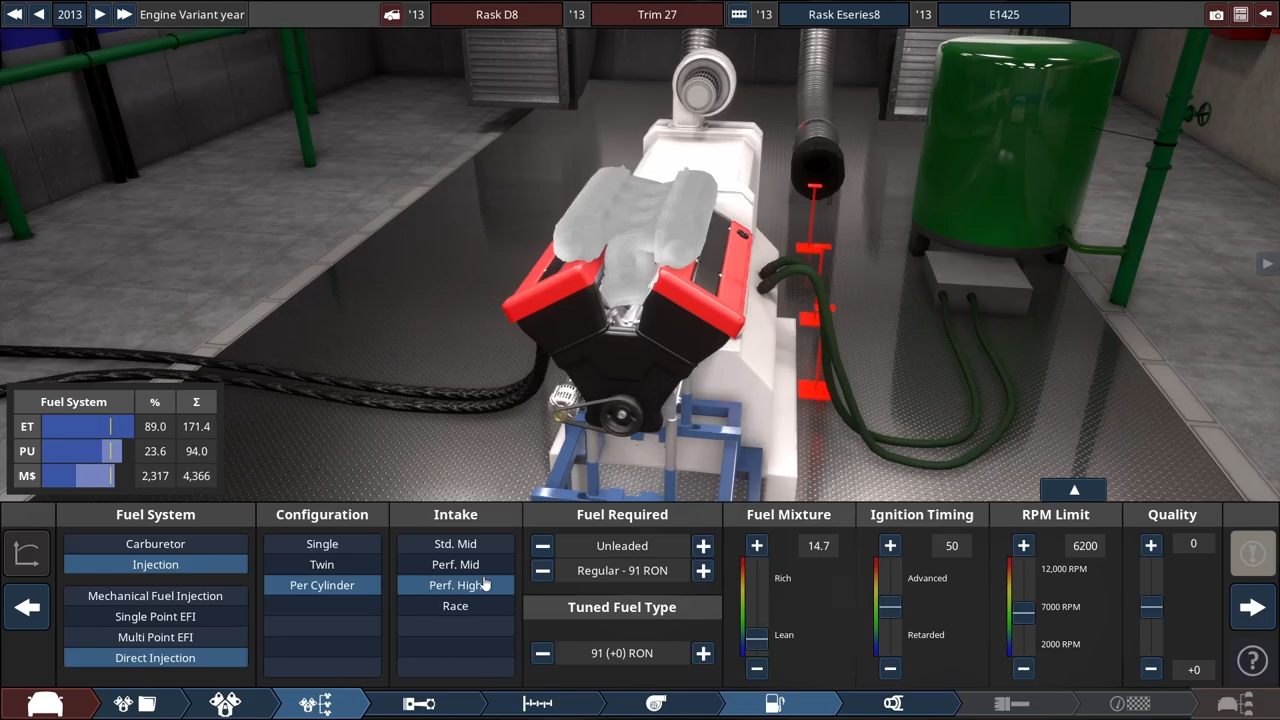 2013 Engine Variant year '13 Rask D8 '13 Trim 27 '13 Rask Eseries8 '13 E1425
Fuel System % Σ
ET 89.0 171.4
PU 23.6 94.0
M$ 2,317 4,366
Fuel System
Carburetor
Injection
Mechanical Fuel Injection
Single Point EFI
Multi Point EFI
Direct Injection
Configuration
Single
Twin
Per Cylinder
Intake
Std. Mid
Perf. Mid
Perf. High
Race
Fuel Required
Unleaded
Regular - 91 RON
Tuned Fuel Type
91 (+0) RON
Fuel Mixture
14.7
Rich
Lean
Ignition Timing
50
Advanced
Retarded
RPM Limit
6200
12,000 RPM
7000 RPM
2000 RPM
Quality
0
+0